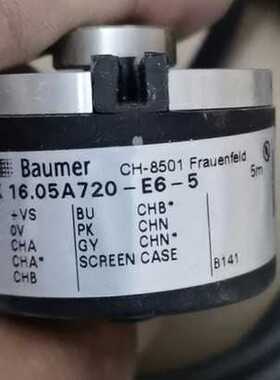 Baumer CH-8501 Frauenfeld
16.05A720-E6-5 5m
+VS BU CHB*
0V PK CHN
CHA GY CHN*
CHA* SCREEN CASE
CHB B141